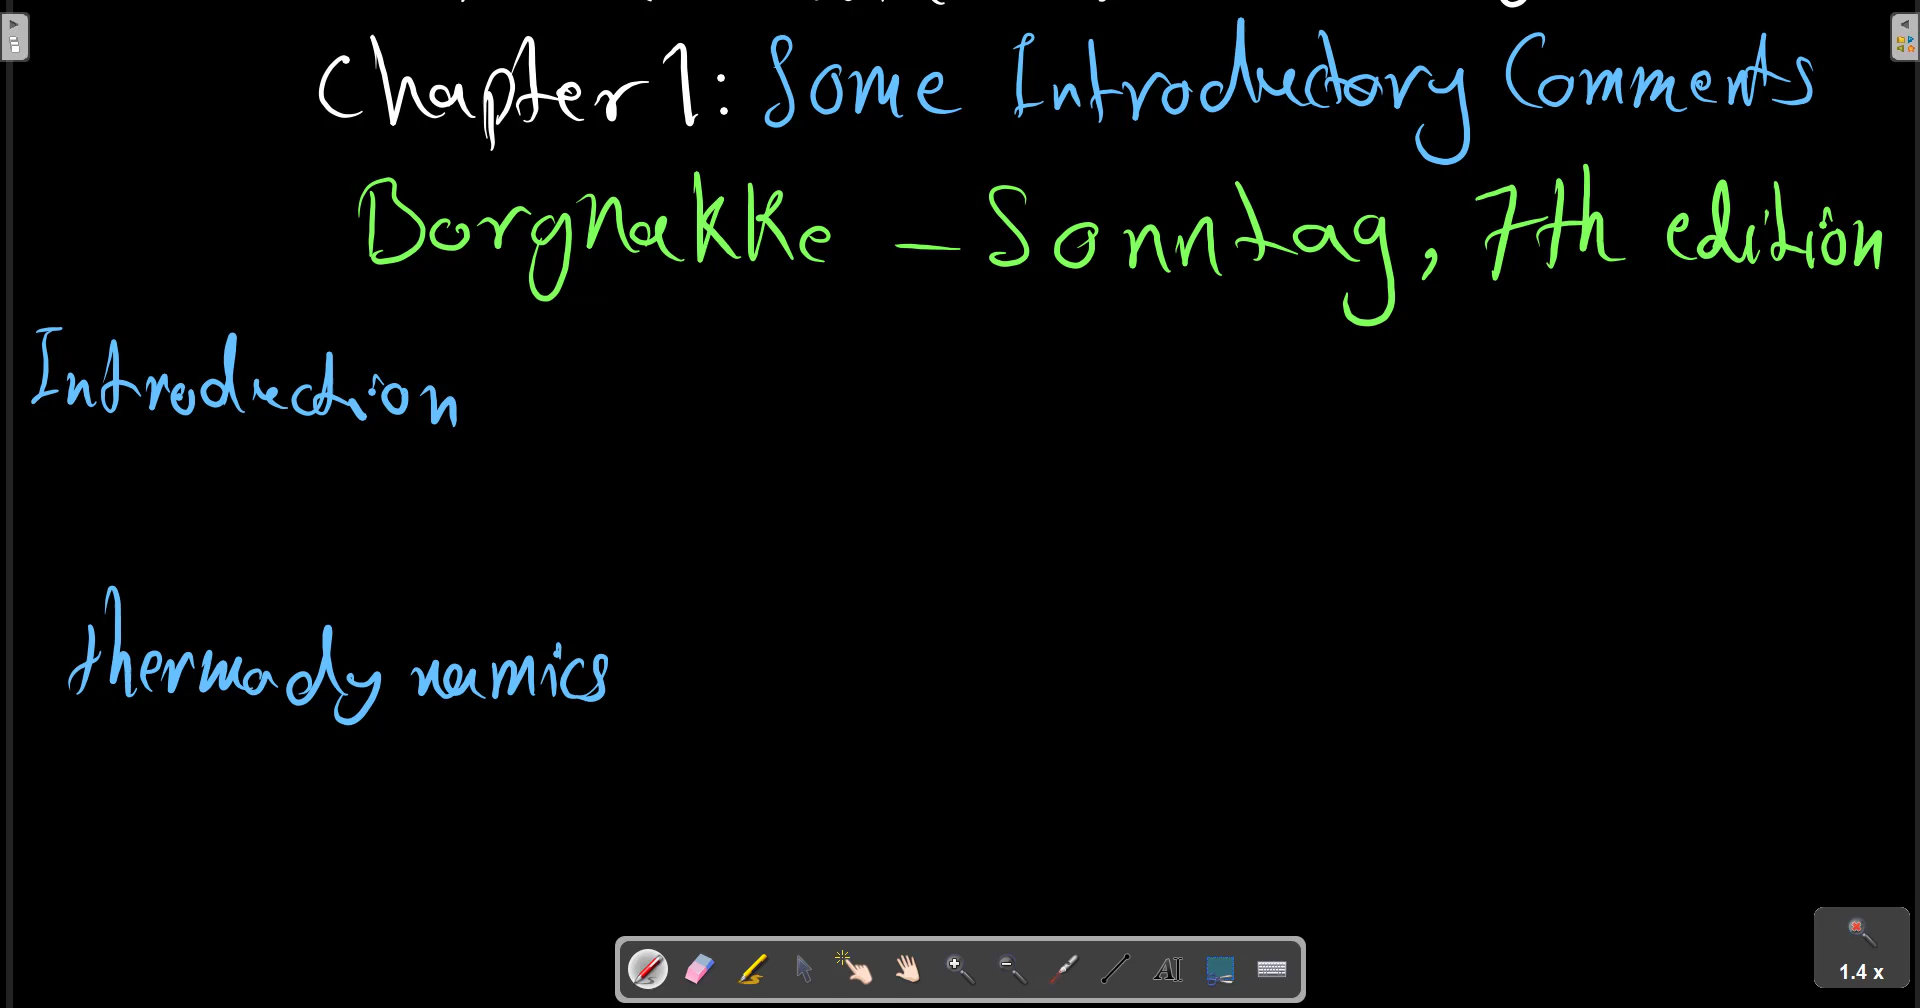 Chapter 1: Some Introductory Comments
Borgnakke - Sonntag, 7th edition
Introduction
thermodynamics
1.4 x